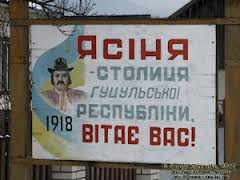 ЯСІНЯ
-СТОЛИЦЯ
ГУЦУЛЬСЬКОЇ
РЕСПУБЛІКИ,
1918
ВІТАЄ ВАС!